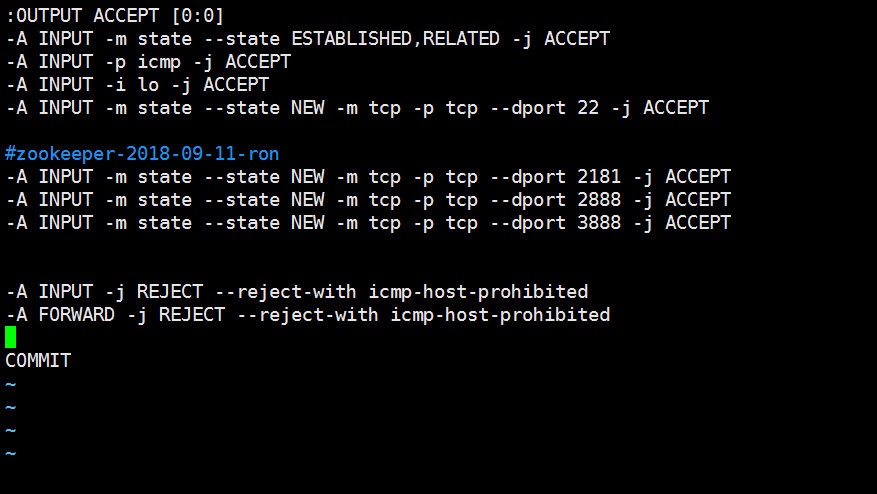 :OUTPUT ACCEPT [0:0]
-A INPUT -m state --state ESTABLISHED,RELATED -j ACCEPT
-A INPUT -p icmp -j ACCEPT
-A INPUT -i lo -j ACCEPT
-A INPUT -m state --state NEW -m tcp -p tcp --dport 22 -j ACCEPT
#zookeeper-2018-09-11-ron
-A INPUT -m state --state NEW -m tcp -p tcp --dport 2181 -j ACCEPT
-A INPUT -m state --state NEW -m tcp -p tcp --dport 2888 -j ACCEPT
-A INPUT -m state --state NEW -m tcp -p tcp --dport 3888 -j ACCEPT
-A INPUT -j REJECT --reject-with icmp-host-prohibited
-A FORWARD -j REJECT --reject-with icmp-host-prohibited
COMMIT
~
~
~
~